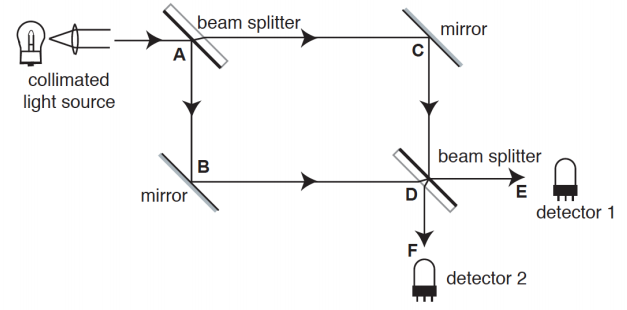 beam splitter
mirror
A
C
collimated
light source
B
beam splitter
mirror
D
E
detector 1
F
detector 2